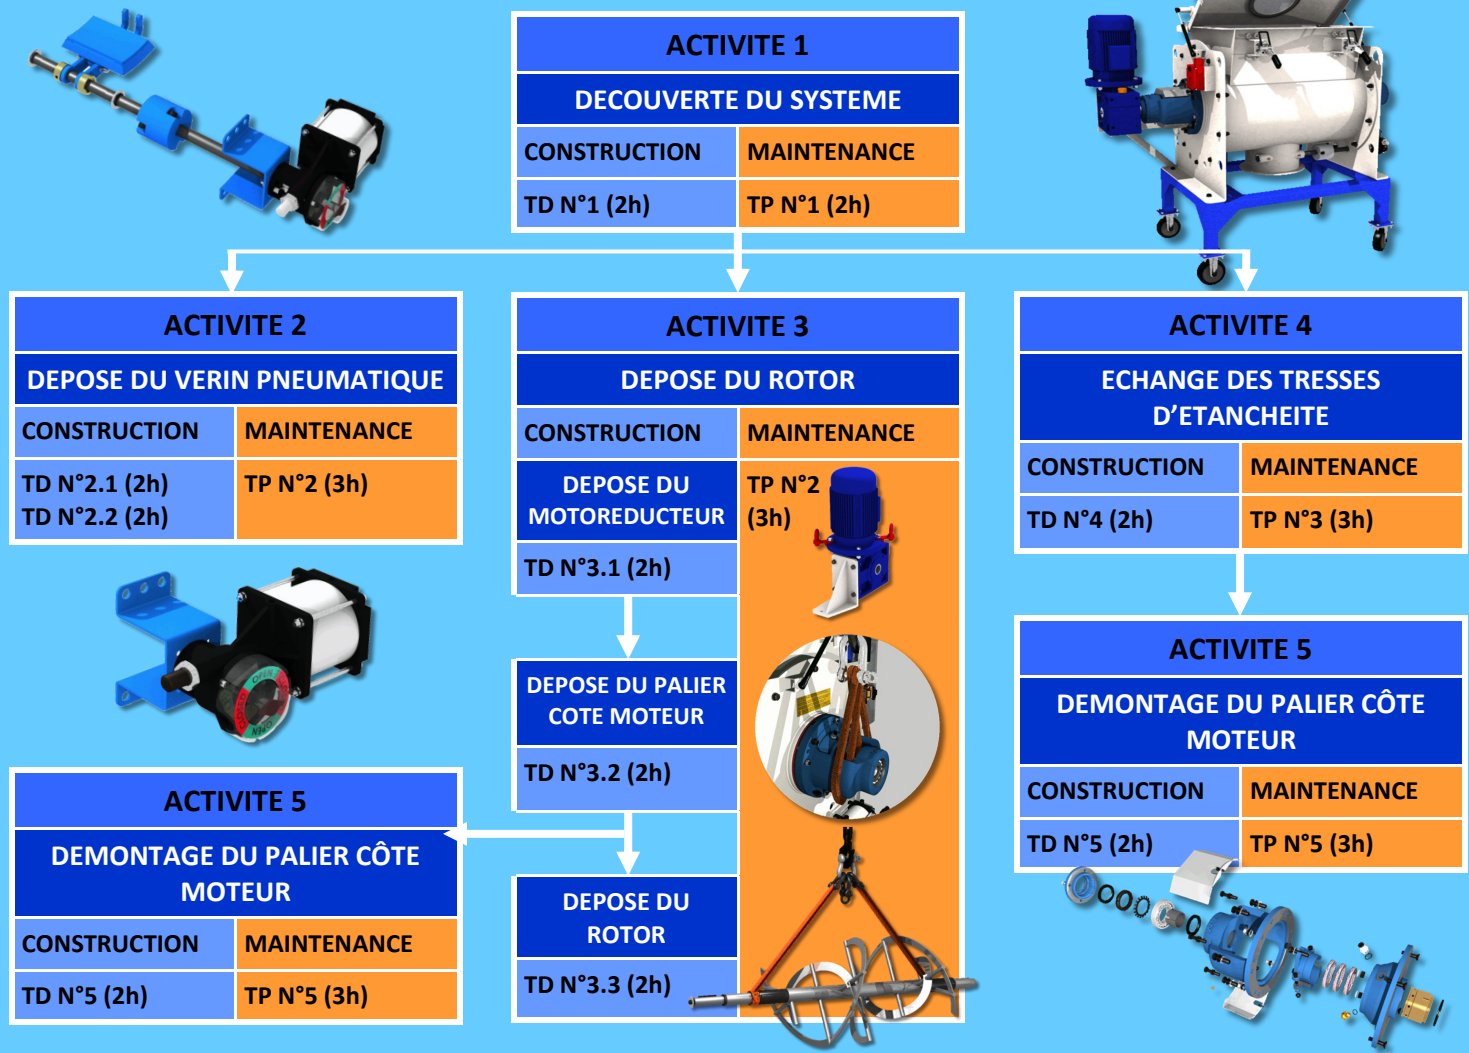 ACTIVITE 1
DECOUVERTE DU SYSTEME
CONSTRUCTION
MAINTENANCE
TD N°1 (2h)
TP N°1 (2h)
ACTIVITE 2
DEPOSE DU VERIN PNEUMATIQUE
CONSTRUCTION
MAINTENANCE
TD N°2.1 (2h)
TD N°2.2 (2h)
TP N°2 (3h)
ACTIVITE 3
DEPOSE DU ROTOR
CONSTRUCTION
MAINTENANCE
DEPOSE DU
MOTOREDUCTEUR
TD N°3.1 (2h)
TP N°2
(3h)
DEPOSE DU PALIER
COTE MOTEUR
TD N°3.2 (2h)
DEPOSE DU
ROTOR
TD N°3.3 (2h)
ACTIVITE 4
ECHANGE DES TRESSES
D’ETANCHEITE
CONSTRUCTION
MAINTENANCE
TD N°4 (2h)
TP N°3 (3h)
ACTIVITE 5
DEMONTAGE DU PALIER CÔTE
MOTEUR
CONSTRUCTION
MAINTENANCE
TD N°5 (2h)
TP N°5 (3h)
OPEN
OPEN
ACTIVITE 5
DEMONTAGE DU PALIER CÔTE
MOTEUR
CONSTRUCTION
MAINTENANCE
TD N°5 (2h)
TP N°5 (3h)